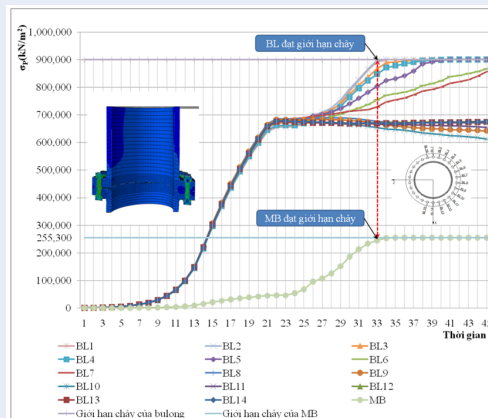 σₚ(kN/m²)
1,000,000
BL đạt giới hạn chảy
900,000
800,000
700,000
600,000
500,000
400,000
300,000
MB đạt giới hạn chảy
255,300
200,000
100,000
0
1 3 5 7 9 11 13 15 17 19 21 23 25 27 29 31 33 35 37 39 41 43 45
Thời gian
BL1 BL2 BL3
BL4 BL5 BL6
BL7 BL8 BL9
BL10 BL11 BL12
BL13 BL14 MB
Giới hạn chảy của bulong Giới hạn chảy của MB